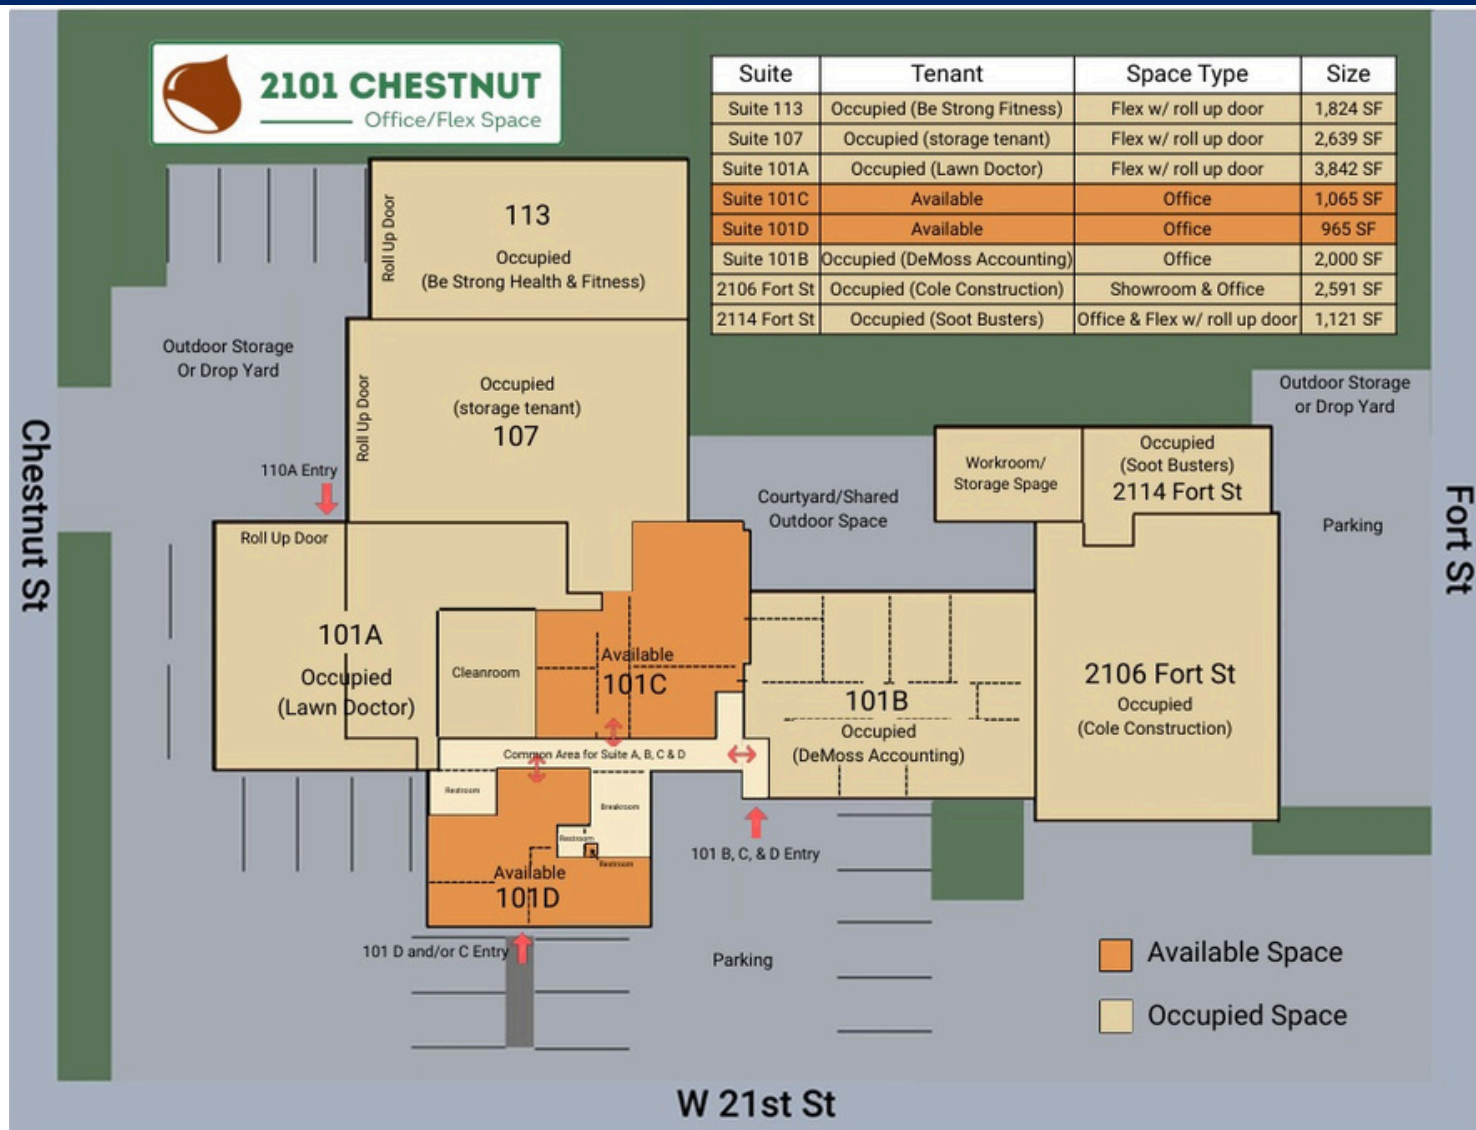 2101 CHESTNUT
Office/Flex Space
Suite Tenant Space Type Size
Suite 113 Occupied (Be Strong Fitness) Flex w/ roll up door 1,824 SF
Suite 107 Occupied (storage tenant) Flex w/ roll up door 2,639 SF
Suite 101A Occupied (Lawn Doctor) Flex w/ roll up door 3,842 SF
Suite 101C Available Office 1,065 SF
Suite 101D Available Office 965 SF
Suite 101B Occupied (DeMoss Accounting) Office 2,000 SF
2106 Fort St Occupied (Cole Construction) Showroom & Office 2,591 SF
2114 Fort St Occupied (Soot Busters) Office & Flex w/ roll up door 1,121 SF
Roll Up Door
113
Occupied
(Be Strong Health & Fitness)
Outdoor Storage
Or Drop Yard
Roll Up Door
Occupied
(storage tenant)
107
110A Entry
Outdoor Storage
or Drop Yard
Workroom/
Storage Spage
Occupied
(Soot Busters)
2114 Fort St
Courtyard/Shared
Outdoor Space
Parking
Chestnut St
Fort St
Roll Up Door
101A
Occupied
(Lawn Doctor)
Cleanroom
Available
101C
101B
Occupied
(DeMoss Accounting)
2106 Fort St
Occupied
(Cole Construction)
Common Area for Suite A, B, C & D
Restroom
Breakroom
Restroom
Restroom
Available
101D
101 B, C, & D Entry
101 D and/or C Entry
Parking
Available Space
Occupied Space
W 21st St